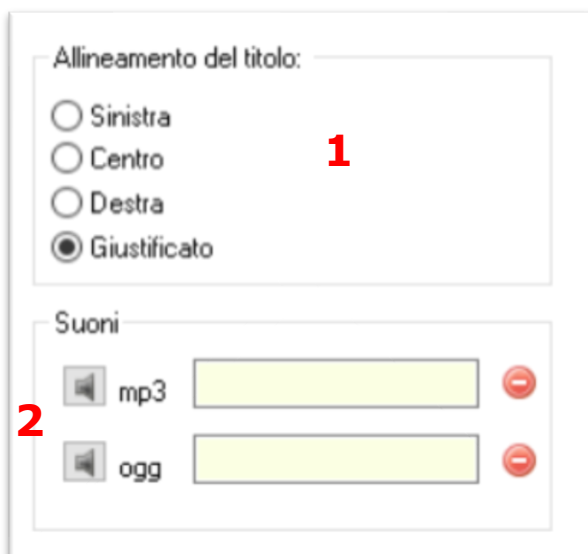 Allineamento del titolo:
Sinistra
Centro
1
Destra
Giustificato
Suoni
mp3
2
ogg